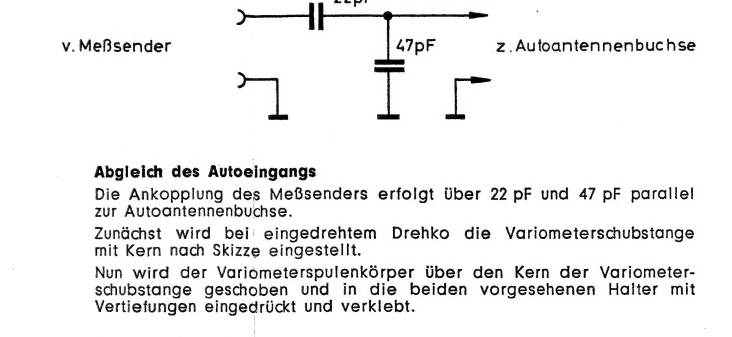 22pF
47pF
v. Meßsender
z. Autoantennenbuchse
Abgleich des Autoeingangs
Die Ankopplung des Meßsenders erfolgt über 22 pF und 47 pF parallel
zur Autoantennenbuchse.
Zunächst wird bei eingedrehtem Drehko die Variometerschubstange
mit Kern nach Skizze eingestellt.
Nun wird der Variometerspulenkörper über den Kern der Variometer-
schubstange geschoben und in die beiden vorgesehenen Halter mit
Vertiefungen eingedrückt und verklebt.